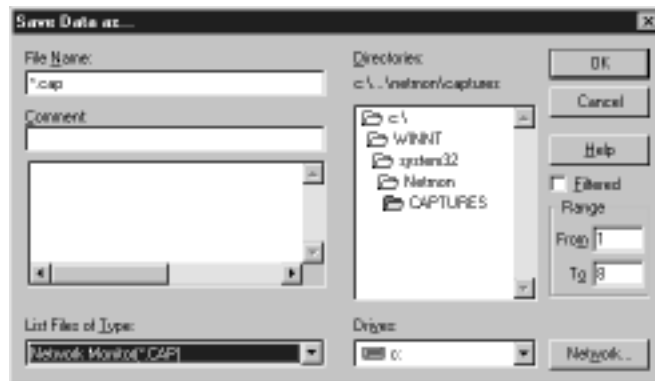 Save Data as...
File Name:
*.cap
Comment:
Directories:
c:\...\netmon\captures
c:\
WINNT
system32
Netmon
CAPTURES
OK
Cancel
Help
Filtered
Range
From 1
To 8
List Files of Type:
Network Monitor(*.CAP)
Drives:
c:
Network...